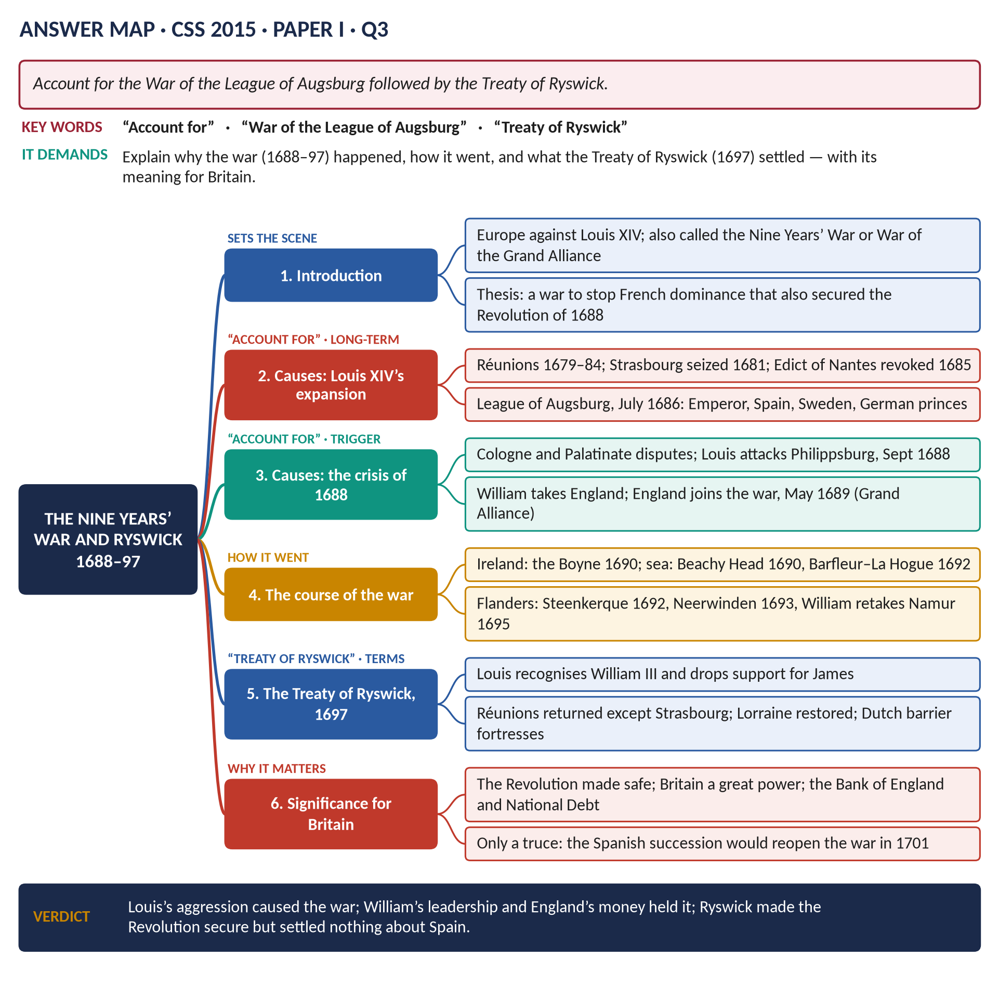 ANSWER MAP · CSS 2015 · PAPER I · Q3
Account for the War of the League of Augsburg followed by the Treaty of Ryswick.
KEY WORDS “Account for” · “War of the League of Augsburg” · “Treaty of Ryswick”
IT DEMANDS Explain why the war (1688–97) happened, how it went, and what the Treaty of Ryswick (1697) settled — with its
meaning for Britain.
THE NINE YEARS’
WAR AND RYSWICK
1688–97
SETS THE SCENE
1. Introduction
Europe against Louis XIV; also called the Nine Years’ War or War of
the Grand Alliance
Thesis: a war to stop French dominance that also secured the
Revolution of 1688
“ACCOUNT FOR” · LONG-TERM
2. Causes: Louis XIV’s
expansion
Réunions 1679–84; Strasbourg seized 1681; Edict of Nantes revoked 1685
League of Augsburg, July 1686: Emperor, Spain, Sweden, German princes
“ACCOUNT FOR” · TRIGGER
3. Causes: the crisis of
1688
Cologne and Palatinate disputes; Louis attacks Philippsburg, Sept 1688
William takes England; England joins the war, May 1689 (Grand
Alliance)
HOW IT WENT
4. The course of the war
Ireland: the Boyne 1690; sea: Beachy Head 1690, Barfleur–La Hogue 1692
Flanders: Steenkerque 1692, Neerwinden 1693, William retakes Namur
1695
“TREATY OF RYSWICK” · TERMS
5. The Treaty of Ryswick,
1697
Louis recognises William III and drops support for James
Réunions returned except Strasbourg; Lorraine restored; Dutch barrier
fortresses
WHY IT MATTERS
6. Significance for
Britain
The Revolution made safe; Britain a great power; the Bank of England
and National Debt
Only a truce: the Spanish succession would reopen the war in 1701
VERDICT
Louis’s aggression caused the war; William’s leadership and England’s money held it; Ryswick made the
Revolution secure but settled nothing about Spain.